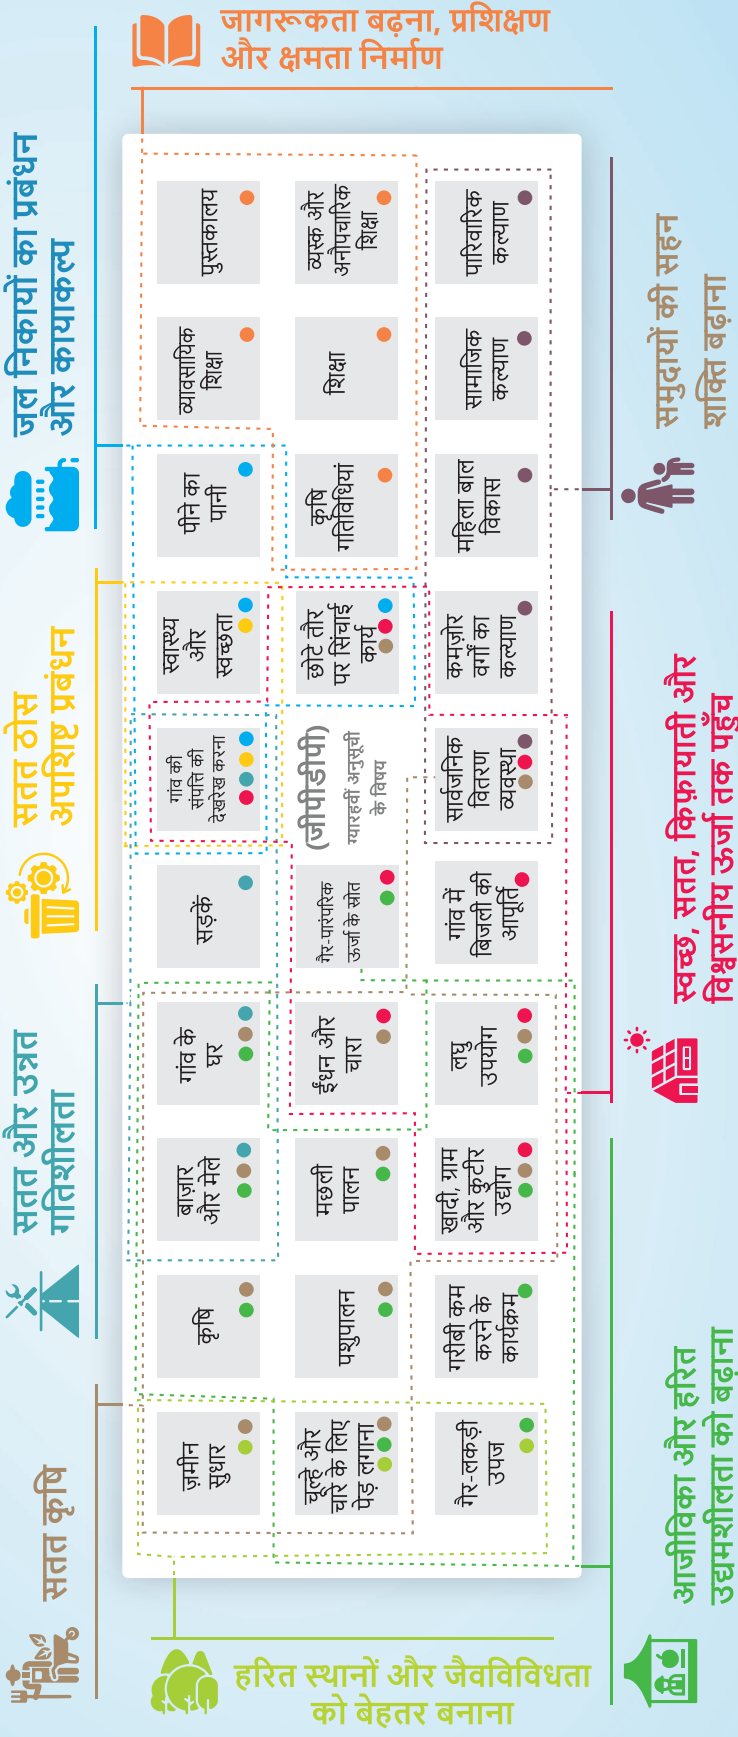 जागरूकता बढ़ना, प्रशिक्षण
और क्षमता निर्माण
जल निकायों का प्रबंधन
और कायाकल्प
सतत ठोस
अपशिष्ट प्रबंधन
सतत और उन्नत
गतिशीलता
सतत कृषि
पुस्तकालय
व्यस्क और
अनौपचारिक
शिक्षा
पारिवारिक
कल्याण
व्यावसायिक
शिक्षा
शिक्षा
सामाजिक
कल्याण
पीने का
पानी
कृषि
गतिविधियां
महिला बाल
विकास
स्वास्थ्य
और
स्वच्छता
छोटे तौर
पर सिंचाई
कार्य
कमज़ोर
वर्गों का
कल्याण
गांव की
संपत्ति की
देखरेख करना
(जीपीडीपी)
ग्यारहवीं अनुसूची
के विषय
सार्वजनिक
वितरण
व्यवस्था
सड़कें
गैर-पारंपरिक
ऊर्जा के स्रोत
गांव में
बिजली की
आपूर्ति
गांव के
घर
ईंधन और
चारा
लघु
उपयोग
बाज़ार
और मेले
मछली
पालन
खादी, ग्राम
और कुटीर
उद्योग
कृषि
पशुपालन
गरीबी कम
करने के
कार्यक्रम
ज़मीन
सुधार
चूल्हे और
चारे के लिए
पेड़ लगाना
गैर-लकड़ी
उपज
समुदायों की सहन
शक्ति बढ़ाना
स्वच्छ, सतत, किफ़ायाती और
विश्वसनीय ऊर्जा तक पहुँच
आजीविका और हरित
उद्यमशीलता को बढ़ाना
हरित स्थानों और जैवविविधता
को बेहतर बनाना